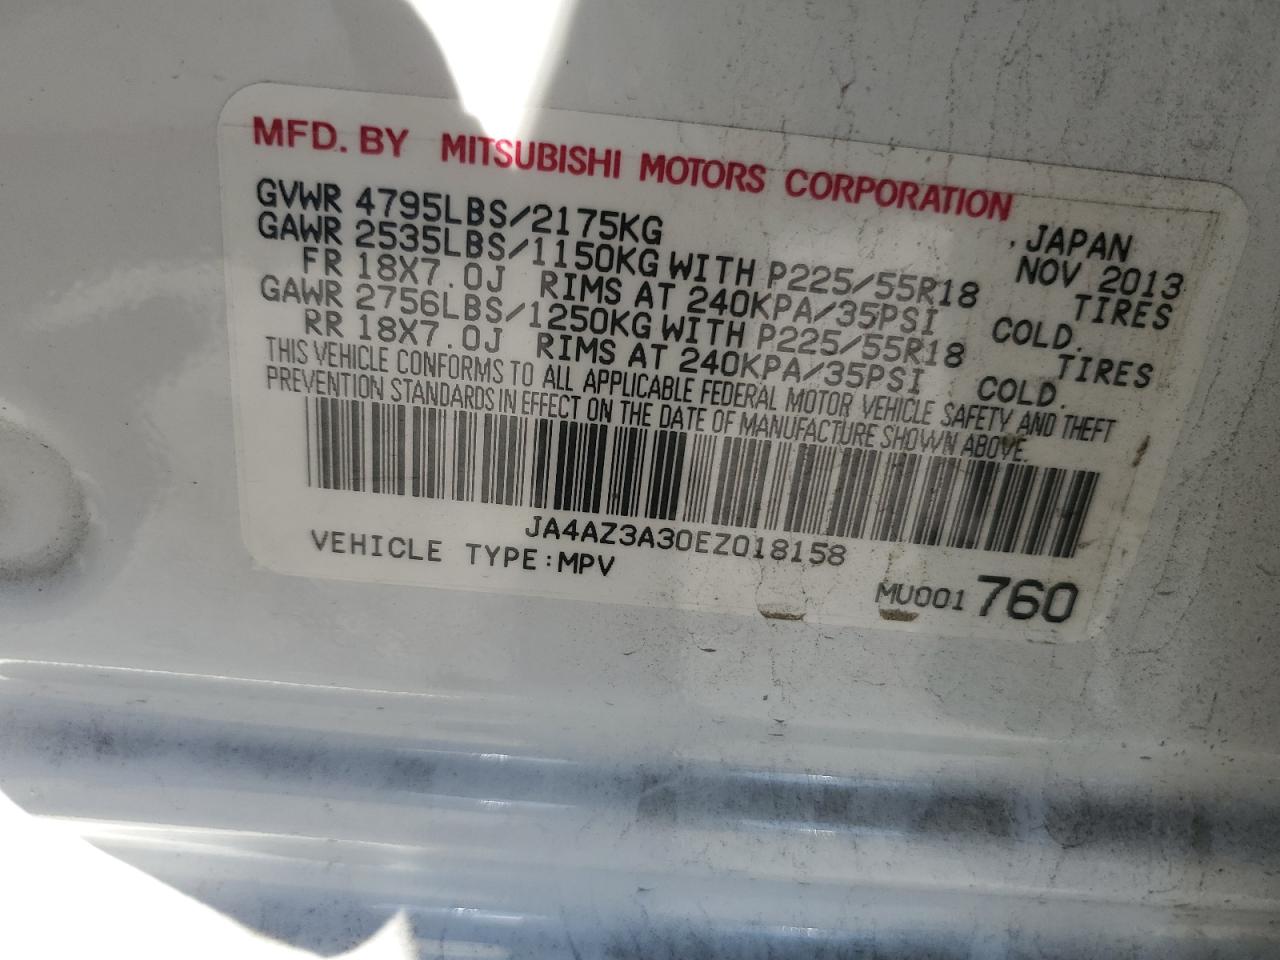 MFD. BY MITSUBISHI MOTORS CORPORATION
GVWR 4795LBS/2175KG , JAPAN
GAWR 2535LBS/1150KG WITH P225/55R18 NOV 2013
FR 18X7.0J RIMS AT 240KPA/35PSI TIRES
GAWR 2756LBS/1250KG WITH P225/55R18 COLD.
RR 18X7.0J RIMS AT 240KPA/35PSI TIRES
COLD.
THIS VEHICLE CONFORMS TO ALL APPLICABLE FEDERAL MOTOR VEHICLE SAFETY AND THEFT
PREVENTION STANDARDS IN EFFECT ON THE DATE OF MANUFACTURE SHOWN ABOVE.
JA4AZ3A30EZ018158
VEHICLE TYPE:MPV
MU001 760